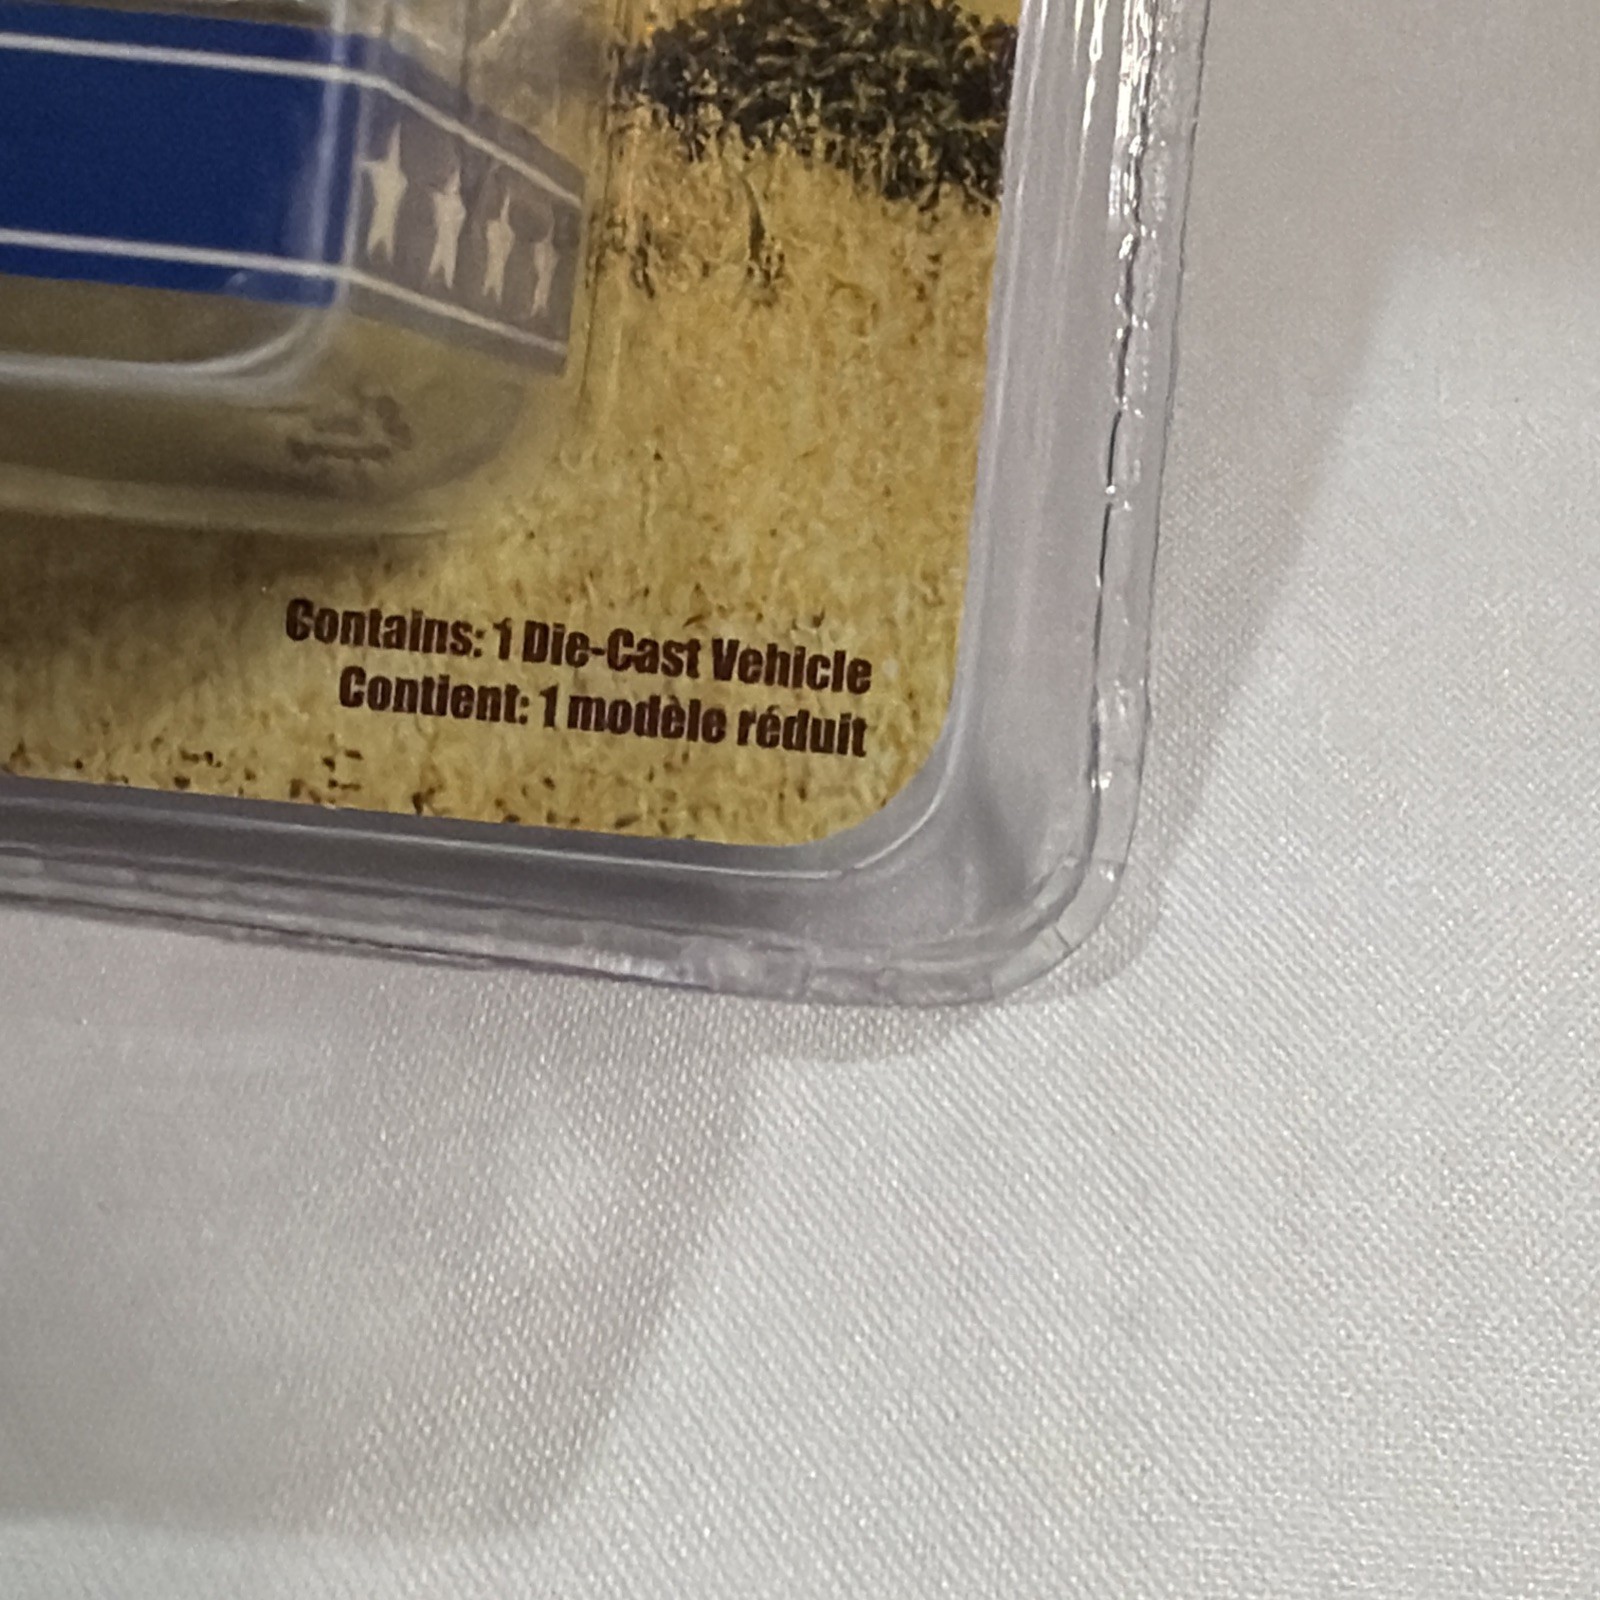 Contains: 1 Die-Cast Vehicle
Contient: 1 modèle réduit